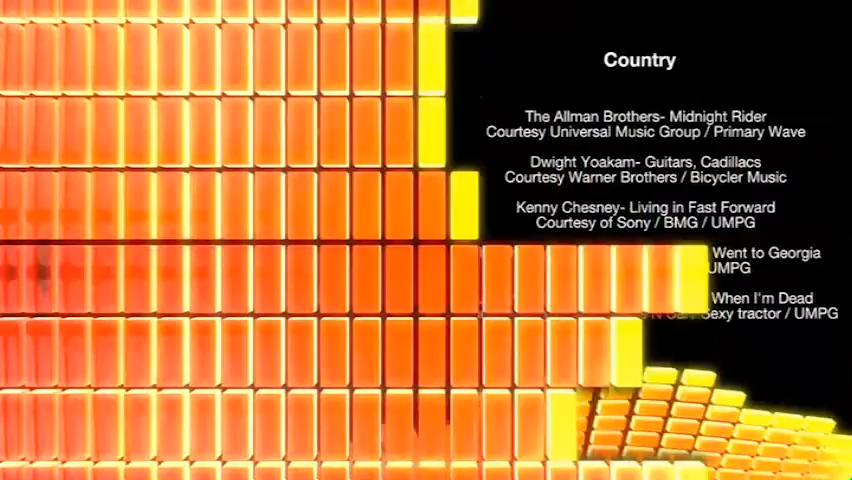 Country
The Allman Brothers- Midnight Rider
Courtesy Universal Music Group / Primary Wave
Dwight Yoakam- Guitars, Cadillacs
Courtesy Warner Brothers / Bicycler Music
Kenny Chesney- Living in Fast Forward
Courtesy of Sony / BMG / UMPG
Went to Georgia
UMPG
When I'm Dead
Sexy tractor / UMPG